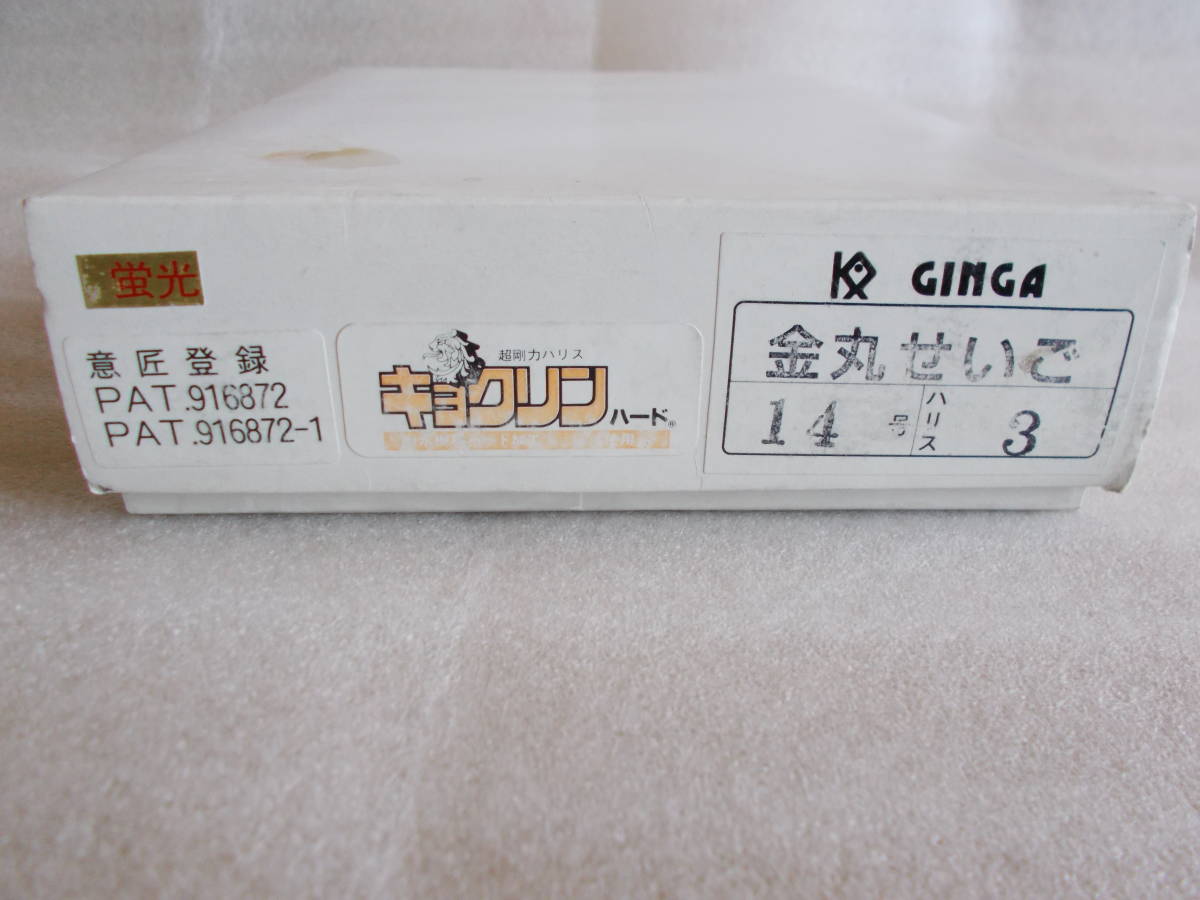 蛍光
意匠登録
PAT.916872
PAT.916872-1
超剛力ハリス
キョクリン
ハード®
GINGA
金丸せいご
14号 ハリス 3